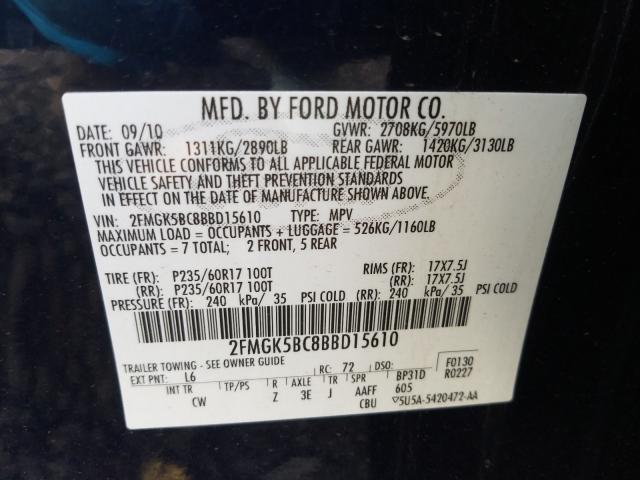 MFD. BY FORD MOTOR CO.
DATE: 09/10 GVWR: 2708KG/5970LB
FRONT GAWR: 1311KG/2890LB REAR GAWR: 1420KG/3130LB
THIS VEHICLE CONFORMS TO ALL APPLICABLE FEDERAL MOTOR
VEHICLE SAFETY AND THEFT PREVENTION STANDARDS
IN EFFECT ON THE DATE OF MANUFACTURE SHOWN ABOVE.
VIN: 2FMGK5BC8BBD15610 TYPE: MPV
MAXIMUM LOAD = OCCUPANTS + LUGGAGE = 526KG/1160LB
OCCUPANTS = 7 TOTAL; 2 FRONT, 5 REAR
TIRE (FR): P235/60R17 100T RIMS (FR): 17X7.5J
(RR): P235/60R17 100T (RR): 17X7.5J
PRESSURE (FR): 240 kPa/ 35 PSI COLD (RR): 240 kPa/ 35 PSI COLD
2FMGK5BC8BBD15610
TRAILER TOWING - SEE OWNER GUIDE F0130
EXT PNT: L6 RC: 72 DSO: BP31D R0227
INT TR TP/PS R AXLE TR SPR 605
CW Z 3E J AAFF
CBU ▽5U5A-5420472-AA